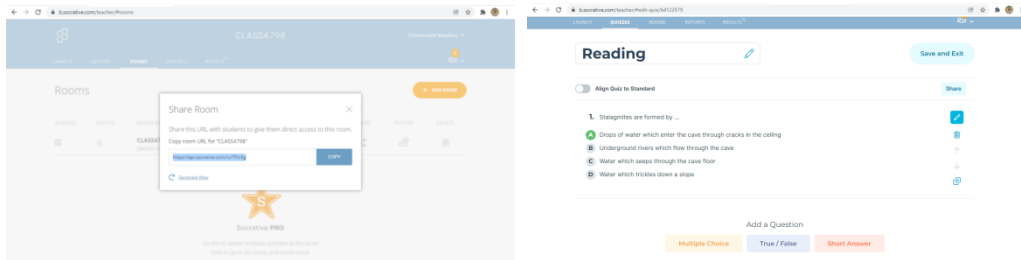 b.socrative.com/teacher/#rooms
CLASS4798
ROOMS
REPORTS
RESULTS
Rooms
+ ADD ROOM
STATUS
DELETE
Share Room
Share this URL with students to give them direct access to this room.
Copy room URL for "CLASS4798"
COPY
Generate New
Socrative PRO
b.socrative.com/teacher/#edit-quiz/64122979
LAUNCH
QUIZZES
ROOMS
REPORTS
RESULTS
Reading
Save and Exit
Align Quiz to Standard
Share
1. Stalagmites are formed by ...
A Drops of water which enter the cave through cracks in the ceiling
B Underground rivers which flow through the cave
C Water which seeps through the cave floor
D Water which trickles down a slope
Add a Question
Multiple Choice
True / False
Short Answer